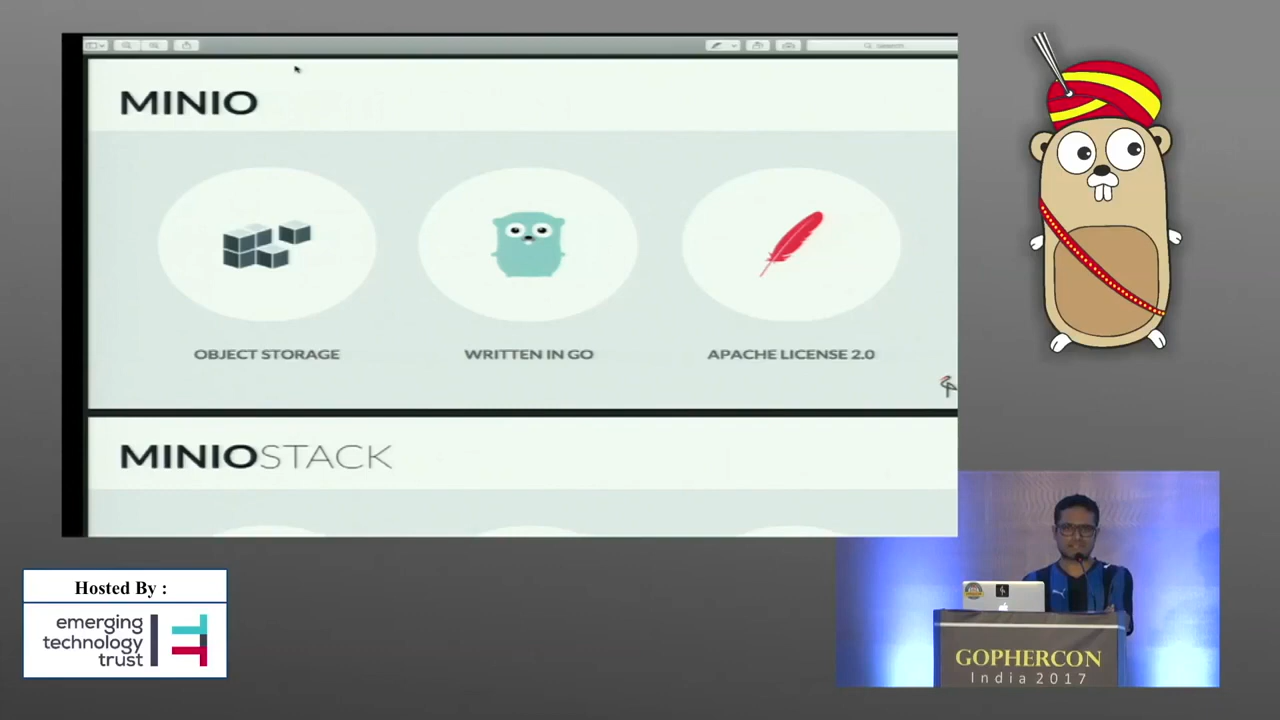 MINIO
OBJECT STORAGE
WRITTEN IN GO
APACHE LICENSE 2.0
MINIOSTACK
Hosted By :
emerging
technology
trust
GOPHERCON
India 2017